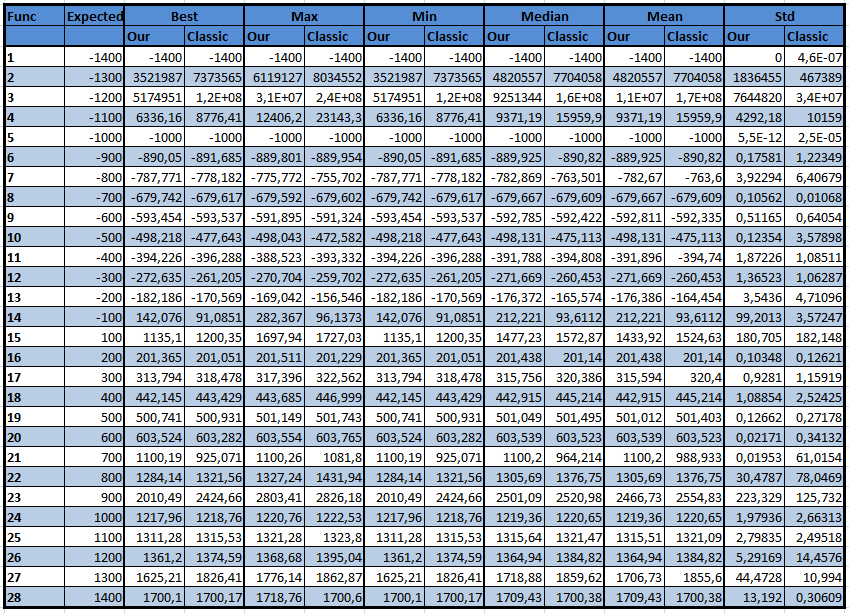 Func Expected Best Max Min Median Mean Std
Our Classic Our Classic Our Classic Our Classic Our Classic Our Classic
1 -1400 -1400 -1400 -1400 -1400 -1400 -1400 -1400 -1400 -1400 -1400 0 4,6E-07
2 -1300 3521987 7373565 6119127 8034552 3521987 7373565 4820557 7704058 4820557 7704058 1836455 467389
3 -1200 5174951 1,2E+08 3,1E+07 2,4E+08 5174951 1,2E+08 9251344 1,6E+08 1,1E+07 1,7E+08 7644820 3,4E+07
4 -1100 6336,16 8776,41 12406,2 23143,3 6336,16 8776,41 9371,19 15959,9 9371,19 15959,9 4292,18 10159
5 -1000 -1000 -1000 -1000 -1000 -1000 -1000 -1000 -1000 -1000 -1000 5,5E-12 2,5E-05
6 -900 -890,05 -891,685 -889,801 -889,954 -890,05 -891,685 -889,925 -890,82 -889,925 -890,82 0,17581 1,22349
7 -800 -787,771 -778,182 -775,772 -755,702 -787,771 -778,182 -782,869 -763,501 -782,67 -763,6 3,92294 6,40679
8 -700 -679,742 -679,617 -679,592 -679,602 -679,742 -679,617 -679,667 -679,609 -679,667 -679,609 0,10562 0,01068
9 -600 -593,454 -593,537 -591,895 -591,324 -593,454 -593,537 -592,785 -592,422 -592,811 -592,335 0,51165 0,64054
10 -500 -498,218 -477,643 -498,043 -472,582 -498,218 -477,643 -498,131 -475,113 -498,131 -475,113 0,12354 3,57898
11 -400 -394,226 -396,288 -388,523 -393,332 -394,226 -396,288 -391,788 -394,808 -391,896 -394,74 1,87226 1,08511
12 -300 -272,635 -261,205 -270,704 -259,702 -272,635 -261,205 -271,669 -260,453 -271,669 -260,453 1,36523 1,06287
13 -200 -182,186 -170,569 -169,042 -156,546 -182,186 -170,569 -176,372 -165,574 -176,386 -164,454 3,5436 4,71096
14 -100 142,076 91,0851 282,367 96,1373 142,076 91,0851 212,221 93,6112 212,221 93,6112 99,2013 3,57247
15 100 1135,1 1200,35 1697,94 1727,03 1135,1 1200,35 1477,23 1572,87 1433,92 1524,63 180,705 182,148
16 200 201,365 201,051 201,511 201,229 201,365 201,051 201,438 201,14 201,438 201,14 0,10348 0,12621
17 300 313,794 318,478 317,396 322,562 313,794 318,478 315,756 320,386 315,594 320,4 0,9281 1,15919
18 400 442,145 443,429 443,685 446,999 442,145 443,429 442,915 445,214 442,915 445,214 1,08854 2,52425
19 500 500,741 500,931 501,149 501,743 500,741 500,931 501,049 501,495 501,012 501,403 0,12662 0,27178
20 600 603,524 603,282 603,554 603,765 603,524 603,282 603,539 603,523 603,539 603,523 0,02171 0,34132
21 700 1100,19 925,071 1100,26 1081,8 1100,19 925,071 1100,2 964,214 1100,2 988,933 0,01953 61,0154
22 800 1284,14 1321,56 1327,24 1431,94 1284,14 1321,56 1305,69 1376,75 1305,69 1376,75 30,4787 78,0469
23 900 2010,49 2424,66 2803,41 2826,18 2010,49 2424,66 2501,09 2520,98 2466,73 2554,83 223,329 125,732
24 1000 1217,96 1218,76 1220,76 1222,53 1217,96 1218,76 1219,36 1220,65 1219,36 1220,65 1,97936 2,66313
25 1100 1311,28 1315,53 1321,28 1323,8 1311,28 1315,53 1315,64 1321,47 1315,51 1321,09 2,79835 2,49518
26 1200 1361,2 1374,59 1368,68 1395,04 1361,2 1374,59 1364,94 1384,82 1364,94 1384,82 5,29169 14,4576
27 1300 1625,21 1826,41 1776,14 1862,87 1625,21 1826,41 1718,88 1859,62 1706,73 1855,6 44,4728 10,994
28 1400 1700,1 1700,17 1718,76 1700,6 1700,1 1700,17 1709,43 1700,38 1709,43 1700,38 13,192 0,30609